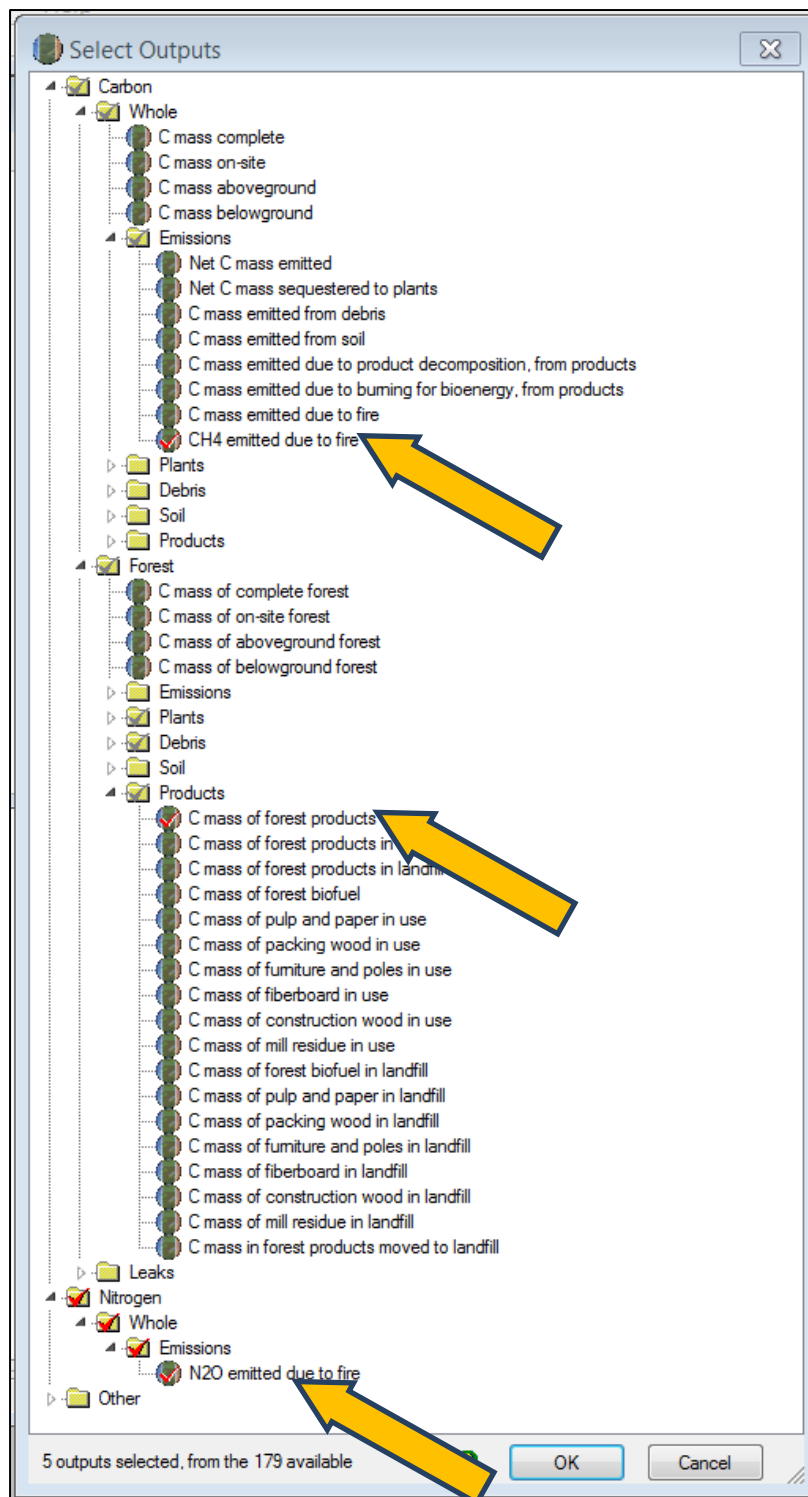 Select Outputs
Carbon
Whole
C mass complete
C mass on-site
C mass aboveground
C mass belowground
Emissions
Net C mass emitted
Net C mass sequestered to plants
C mass emitted from debris
C mass emitted from soil
C mass emitted due to product decomposition, from products
C mass emitted due to burning for bioenergy, from products
C mass emitted due to fire
CH4 emitted due to fire
Plants
Debris
Soil
Products
Forest
C mass of complete forest
C mass of on-site forest
C mass of aboveground forest
C mass of belowground forest
Emissions
Plants
Debris
Soil
Products
C mass of forest products
C mass of forest products in
C mass of forest products in landfill
C mass of forest biofuel
C mass of pulp and paper in use
C mass of packing wood in use
C mass of furniture and poles in use
C mass of fiberboard in use
C mass of construction wood in use
C mass of mill residue in use
C mass of forest biofuel in landfill
C mass of pulp and paper in landfill
C mass of packing wood in landfill
C mass of furniture and poles in landfill
C mass of fiberboard in landfill
C mass of construction wood in landfill
C mass of mill residue in landfill
C mass in forest products moved to landfill
Leaks
Nitrogen
Whole
Emissions
N2O emitted due to fire
Other
5 outputs selected, from the 179 available
OK
Cancel